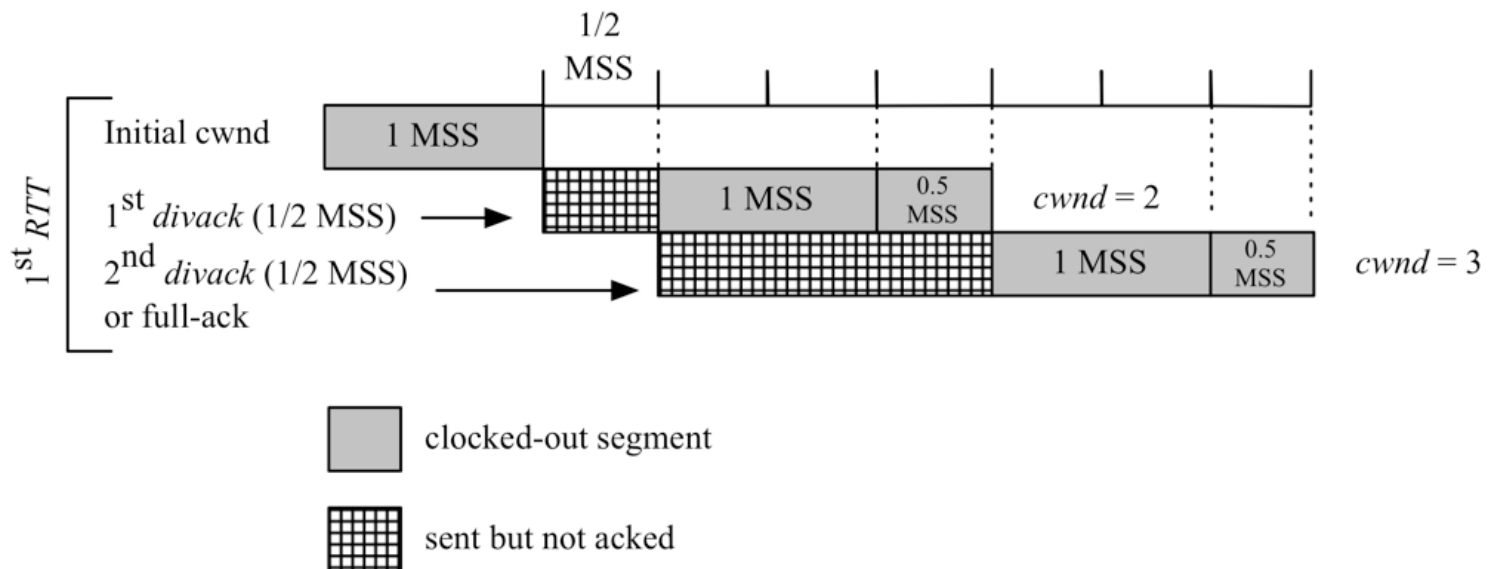 1/2
MSS
Initial cwnd
1 MSS
1st RTT
1st divack (1/2 MSS)
1 MSS
0.5
MSS
cwnd = 2
2nd divack (1/2 MSS)
or full-ack
1 MSS
0.5
MSS
cwnd = 3
clocked-out segment
sent but not acked